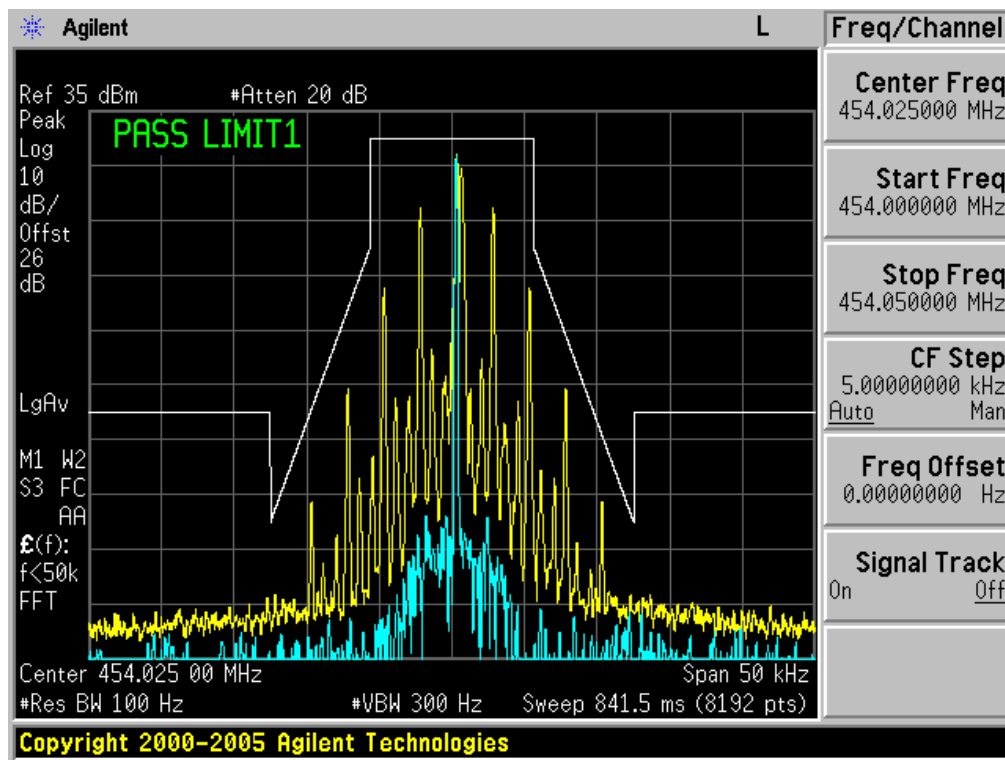 Agilent
L
Freq/Channel
Ref 35 dBm
#Atten 20 dB
Peak
Log
10
dB/
Offst
26
dB
PASS LIMIT1
LgAv
M1 W2
S3 FC
AA
£(f):
f<50k
FFT
Center 454.025 00 MHz
Span 50 kHz
#Res BW 100 Hz
#VBW 300 Hz
Sweep 841.5 ms (8192 pts)
Center Freq
454.025000 MHz
Start Freq
454.000000 MHz
Stop Freq
454.050000 MHz
CF Step
5.00000000 kHz
Auto Man
Freq Offset
0.00000000 Hz
Signal Track
On Off
Copyright 2000-2005 Agilent Technologies